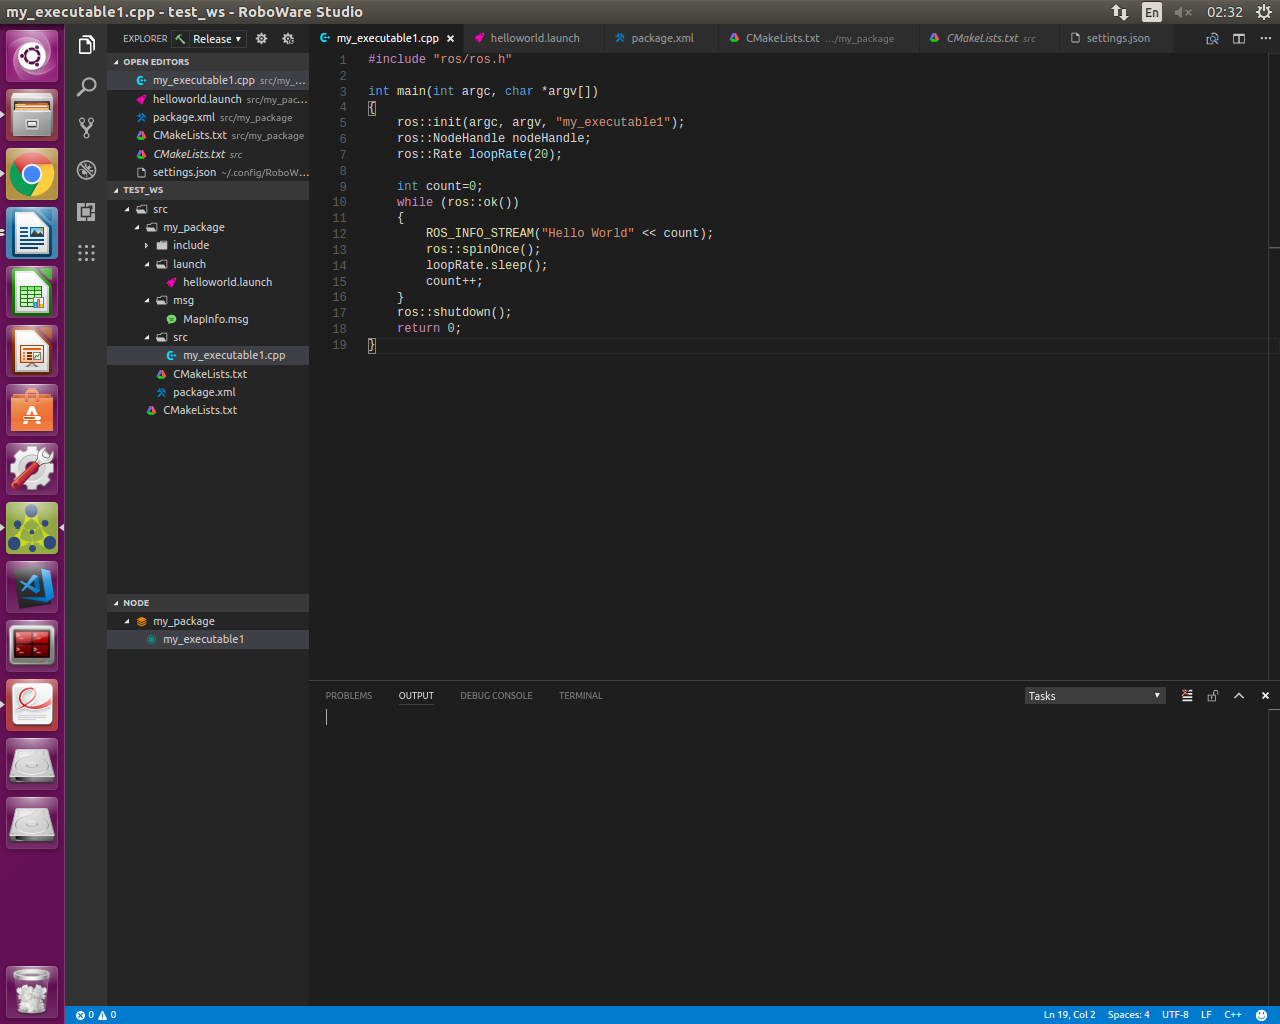 my_executable1.cpp - test_ws - RoboWare Studio
En
02:32
EXPLORER
Release
my_executable1.cpp
helloworld.launch
package.xml
CMakeLists.txt .../my_package
CMakeLists.txt src
settings.json
OPEN EDITORS
my_executable1.cpp src/my_...
helloworld.launch src/my_pac...
package.xml src/my_package
CMakeLists.txt src/my_package
CMakeLists.txt src
settings.json ~/.config/RoboW...
TEST_WS
src
my_package
include
launch
helloworld.launch
msg
MapInfo.msg
src
my_executable1.cpp
CMakeLists.txt
package.xml
CMakeLists.txt
NODE
my_package
my_executable1
1 #include "ros/ros.h"
2
3 int main(int argc, char *argv[])
4 {
5     ros::init(argc, argv, "my_executable1");
6     ros::NodeHandle nodeHandle;
7     ros::Rate loopRate(20);
8
9     int count=0;
10     while (ros::ok())
11     {
12         ROS_INFO_STREAM("Hello World" << count);
13         ros::spinOnce();
14         loopRate.sleep();
15         count++;
16     }
17     ros::shutdown();
18     return 0;
19 }
PROBLEMS
OUTPUT
DEBUG CONSOLE
TERMINAL
Tasks
0 0
Ln 19, Col 2
Spaces: 4
UTF-8
LF
C++